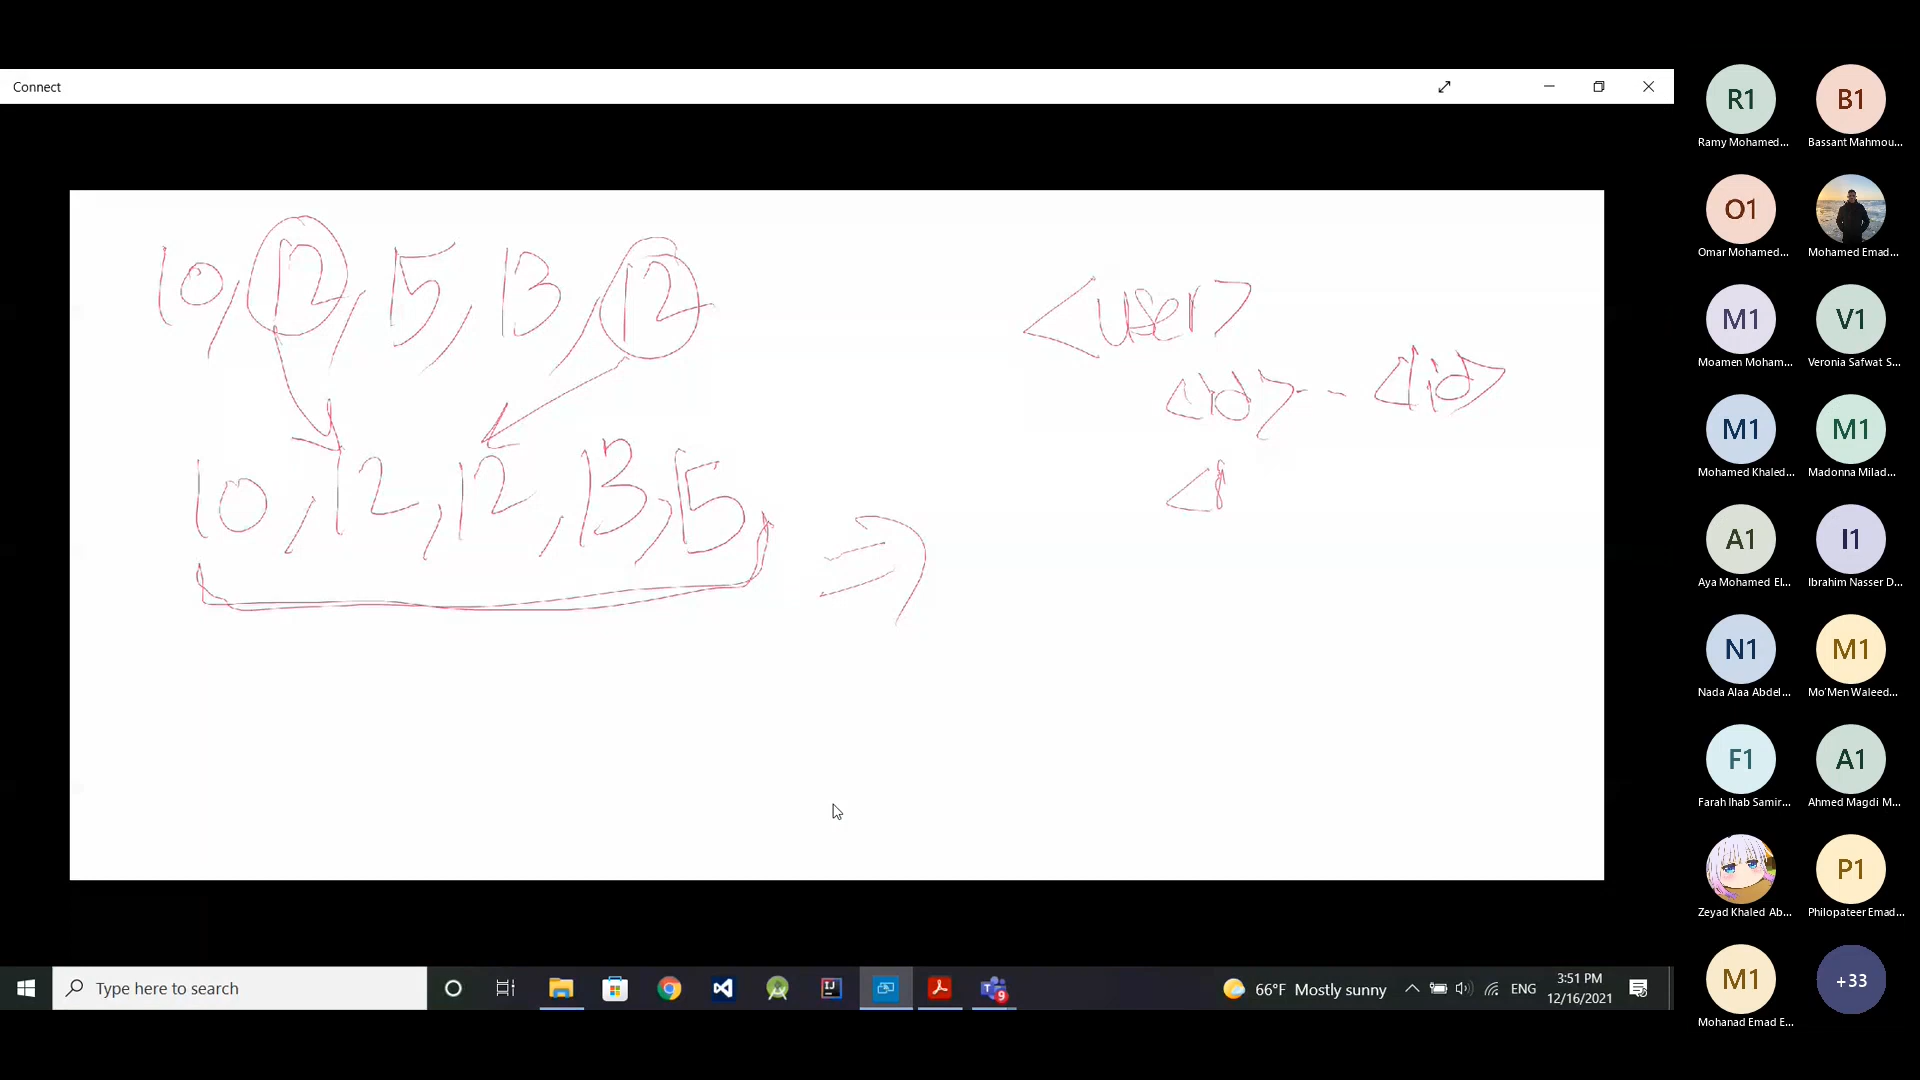 Connect
10, 12, 15, 13, 12
10, 12, 12, 13, 15
<user>
<id> -- </id>
<
R1
Ramy Mohamed...
B1
Bassant Mahmou...
O1
Omar Mohamed...
Mohamed Emad...
M1
Moamen Moham...
V1
Veronia Safwat S...
M1
Mohamed Khaled...
M1
Madonna Milad...
A1
Aya Mohamed El...
I1
Ibrahim Nasser D...
N1
Nada Alaa Abdel...
M1
Mo'Men Waleed...
F1
Farah Ihab Samir...
A1
Ahmed Magdi M...
Zeyad Khaled Ab...
P1
Philopateer Emad...
M1
Mohanad Emad E...
+33
Type here to search
9
66°F Mostly sunny
ENG
3:51 PM
12/16/2021